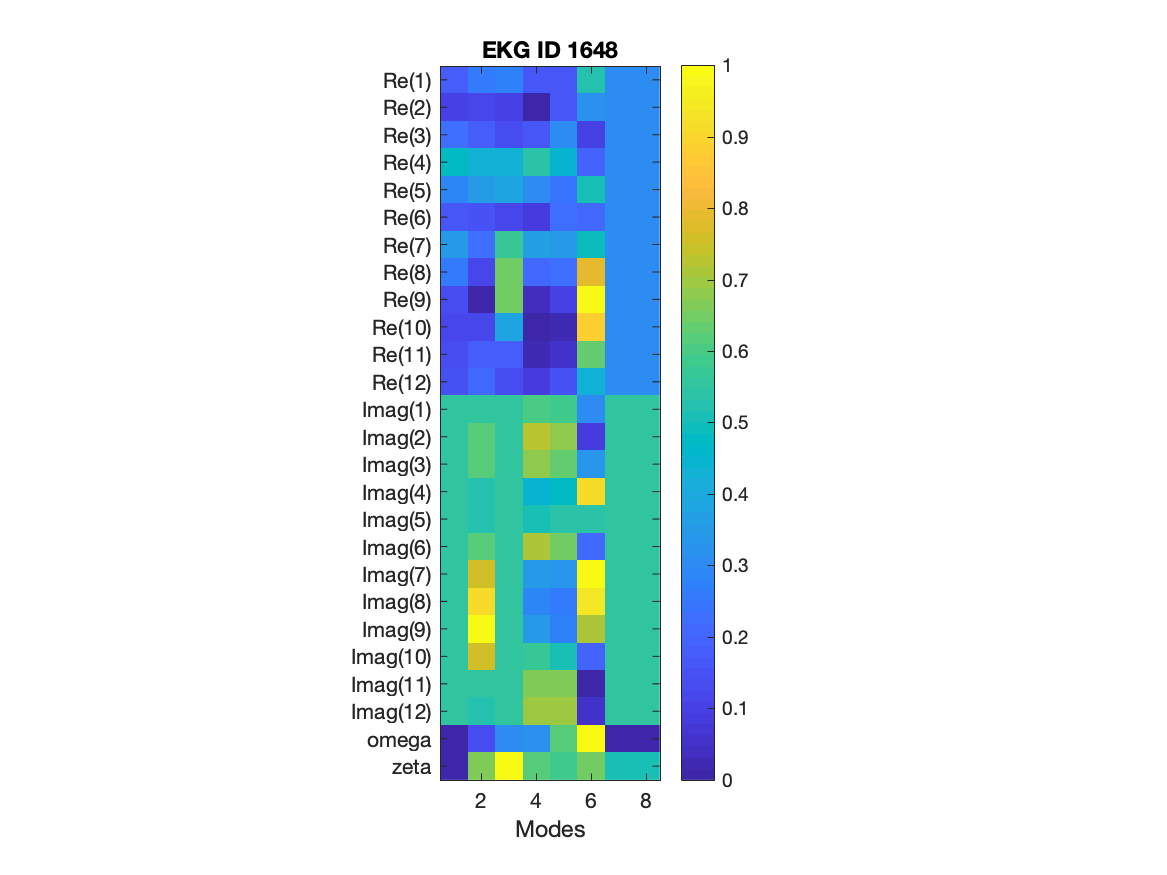 EKG ID 1648
Re(1)
Re(2)
Re(3)
Re(4)
Re(5)
Re(6)
Re(7)
Re(8)
Re(9)
Re(10)
Re(11)
Re(12)
Imag(1)
Imag(2)
Imag(3)
Imag(4)
Imag(5)
Imag(6)
Imag(7)
Imag(8)
Imag(9)
Imag(10)
Imag(11)
Imag(12)
omega
zeta
2 4 6 8
Modes
1
0.9
0.8
0.7
0.6
0.5
0.4
0.3
0.2
0.1
0